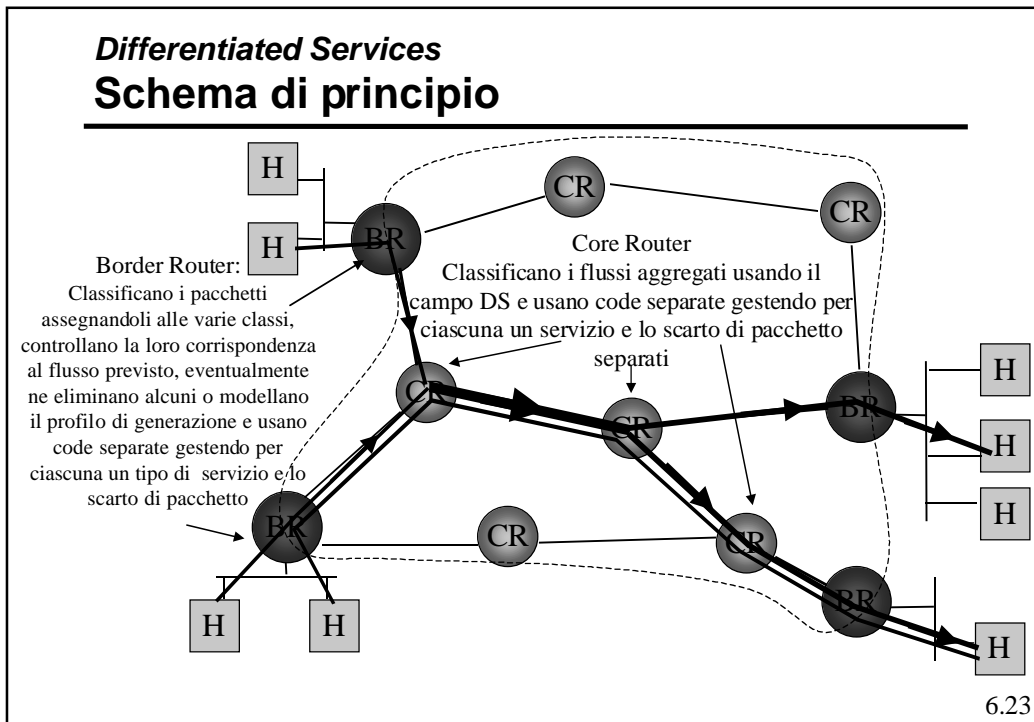 Differentiated Services
Schema di principio
H
CR
CR
H
BR
Core Router
Classificano i flussi aggregati usando il
campo DS e usano code separate gestendo per
ciascuna un servizio e lo scarto di pacchetto
separati
Border Router:
Classificano i pacchetti
assegnandoli alle varie classi,
controllano la loro corrispondenza
al flusso previsto, eventualmente
ne eliminano alcuni o modellano
il profilo di generazione e usano
code separate gestendo per
ciascuna un tipo di servizio e lo
scarto di pacchetto
CR
CR
BR
H
H
H
BR
CR
CR
BR
H
H
H
6.23